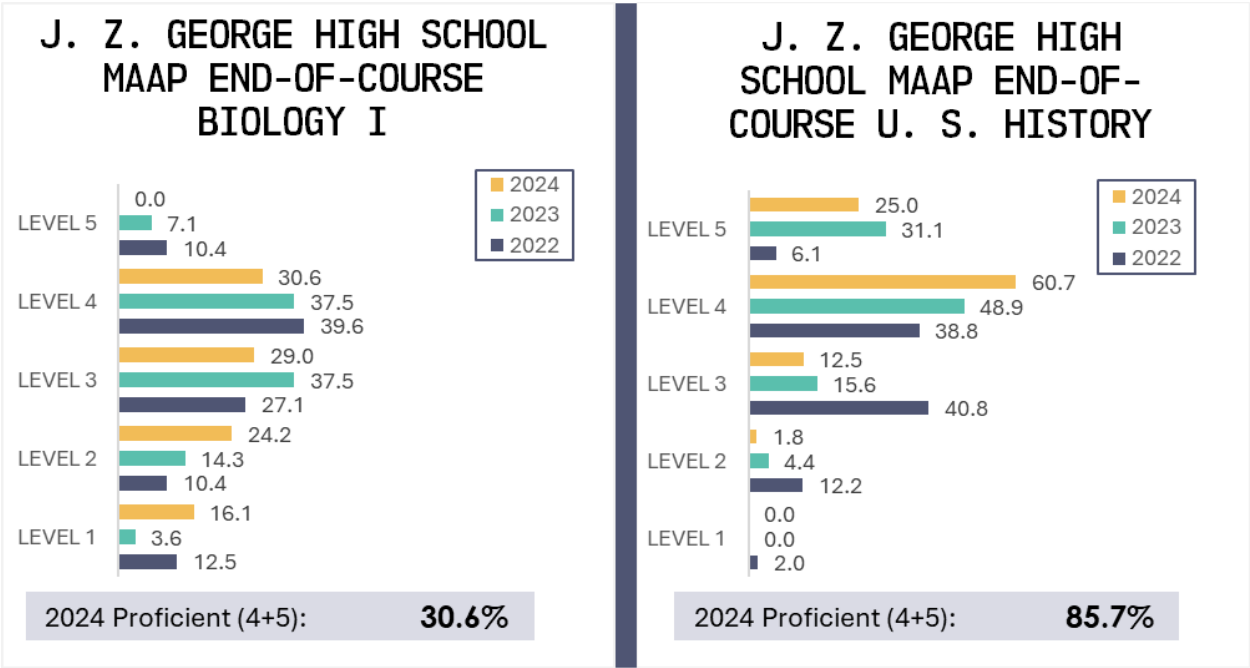 J. Z. GEORGE HIGH SCHOOL
MAAP END-OF-COURSE
BIOLOGY I
2024
2023
2022
LEVEL 5
0.0
7.1
10.4
LEVEL 4
30.6
37.5
39.6
LEVEL 3
29.0
37.5
27.1
LEVEL 2
24.2
14.3
10.4
LEVEL 1
16.1
3.6
12.5
2024 Proficient (4+5): 30.6%
J. Z. GEORGE HIGH
SCHOOL MAAP END-OF-
COURSE U. S. HISTORY
2024
2023
2022
LEVEL 5
25.0
31.1
6.1
LEVEL 4
60.7
48.9
38.8
LEVEL 3
12.5
15.6
40.8
LEVEL 2
1.8
4.4
12.2
LEVEL 1
0.0
0.0
2.0
2024 Proficient (4+5): 85.7%